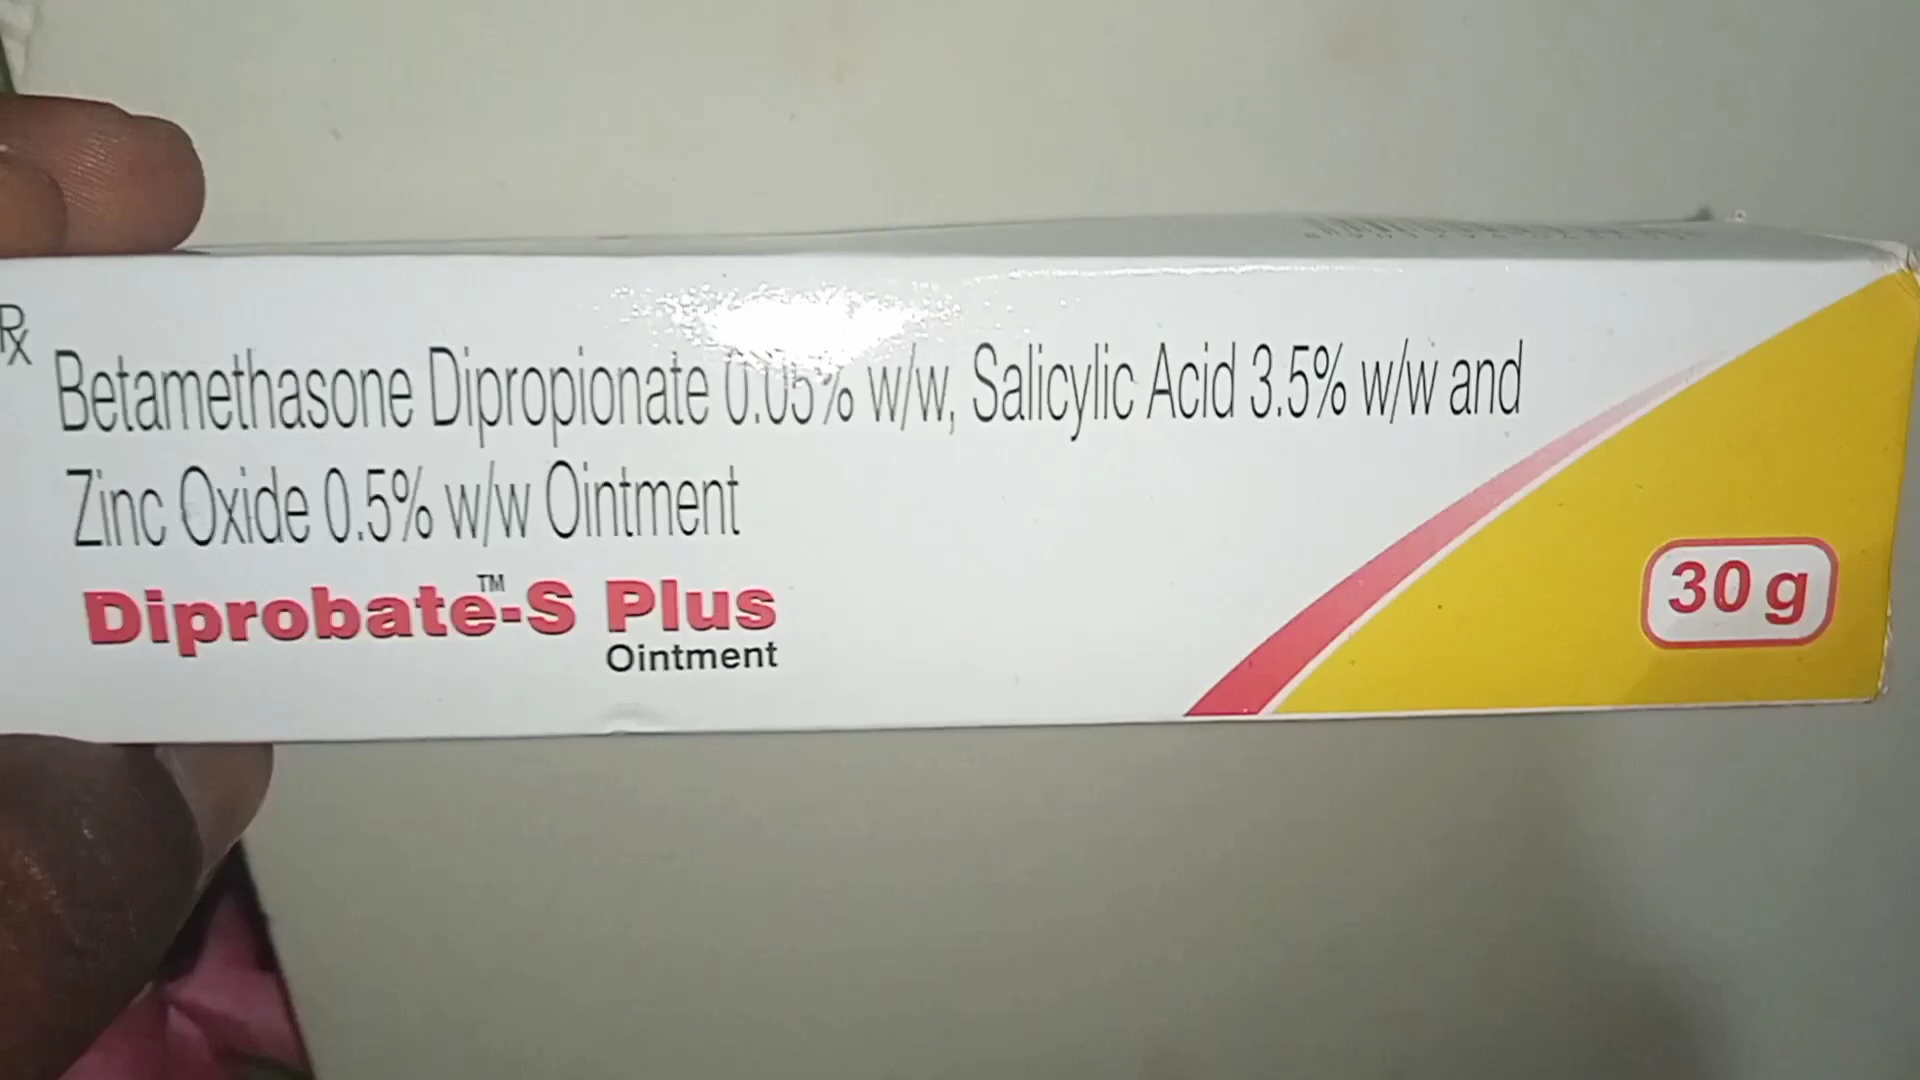 Rx
Betamethasone Dipropionate 0.05% w/w, Salicylic Acid 3.5% w/w and
Zinc Oxide 0.5% w/w Ointment
Diprobate™-S Plus
Ointment
30 g